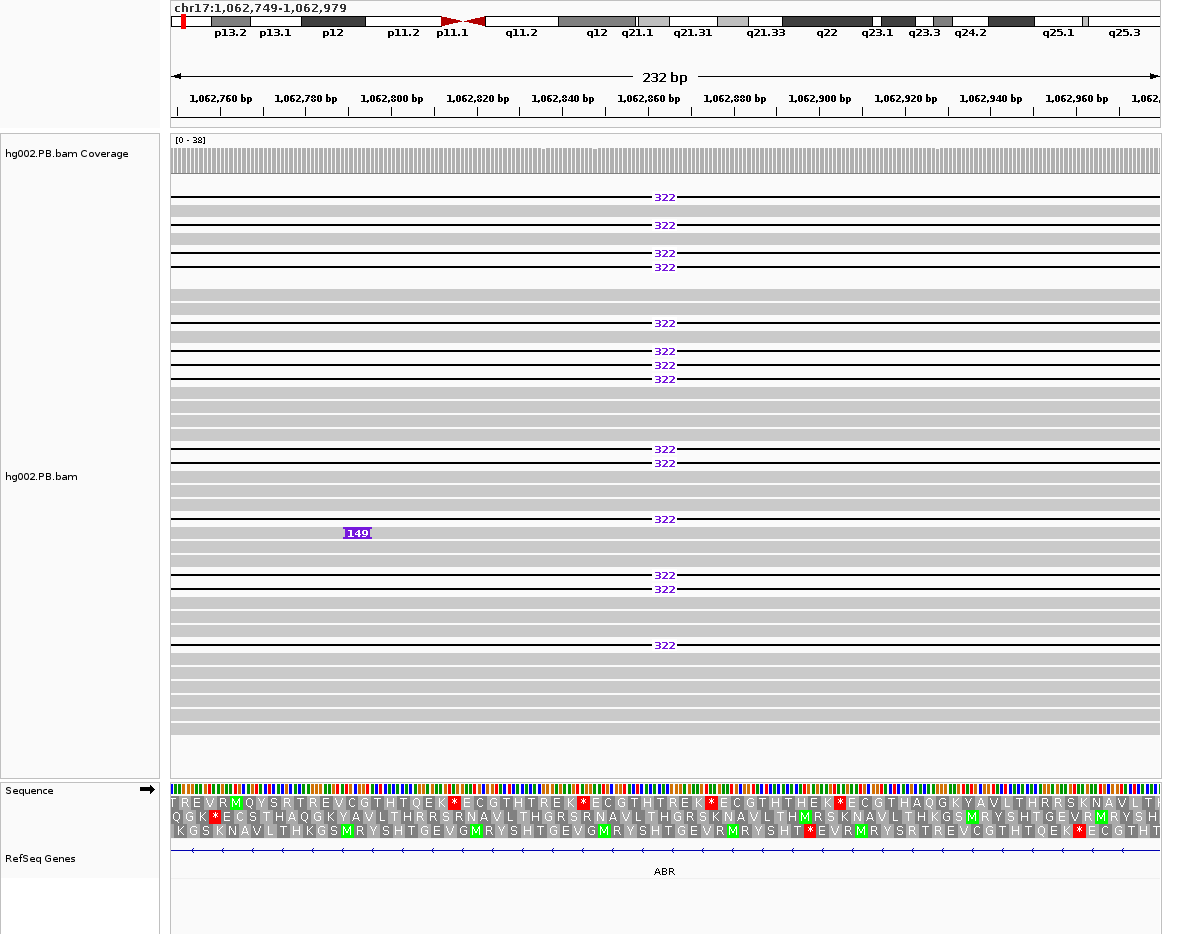 chr17:1,062,749-1,062,979
p13.2 p13.1 p12 p11.2 p11.1 q11.2 q12 q21.1 q21.31 q21.33 q22 q23.1 q23.3 q24.2 q25.1 q25.3
232 bp
1,062,760 bp 1,062,780 bp 1,062,800 bp 1,062,820 bp 1,062,840 bp 1,062,860 bp 1,062,880 bp 1,062,900 bp 1,062,920 bp 1,062,940 bp 1,062,960 bp 1,062,
[0 - 38]
hg002.PB.bam Coverage
322
322
322
322
322
322
322
322
322
322
hg002.PB.bam
322
149
322
322
322
Sequence
T R E V R M Q Y S R T R E V C G T H T Q E K * E C G T H T R E K * E C G T H T R E K * E C G T H T H E K * E C G T H A Q G K Y A V L T H R R S K N A V L T
Q G K * E C S T H A Q G K Y A V L T H R R S R N A V L T H G R S R N A V L T H G R S K N A V L T H M R S K N A V L T H K G S M R Y S H T G E V R M R Y S H
K G S K N A V L T H K G S M R Y S H T G E V G M R Y S H T G E V G M R Y S H T G E V R M R Y S H T * E V R M R Y S R T R E V C G T H T Q E K * E C G T H T
RefSeq Genes
ABR